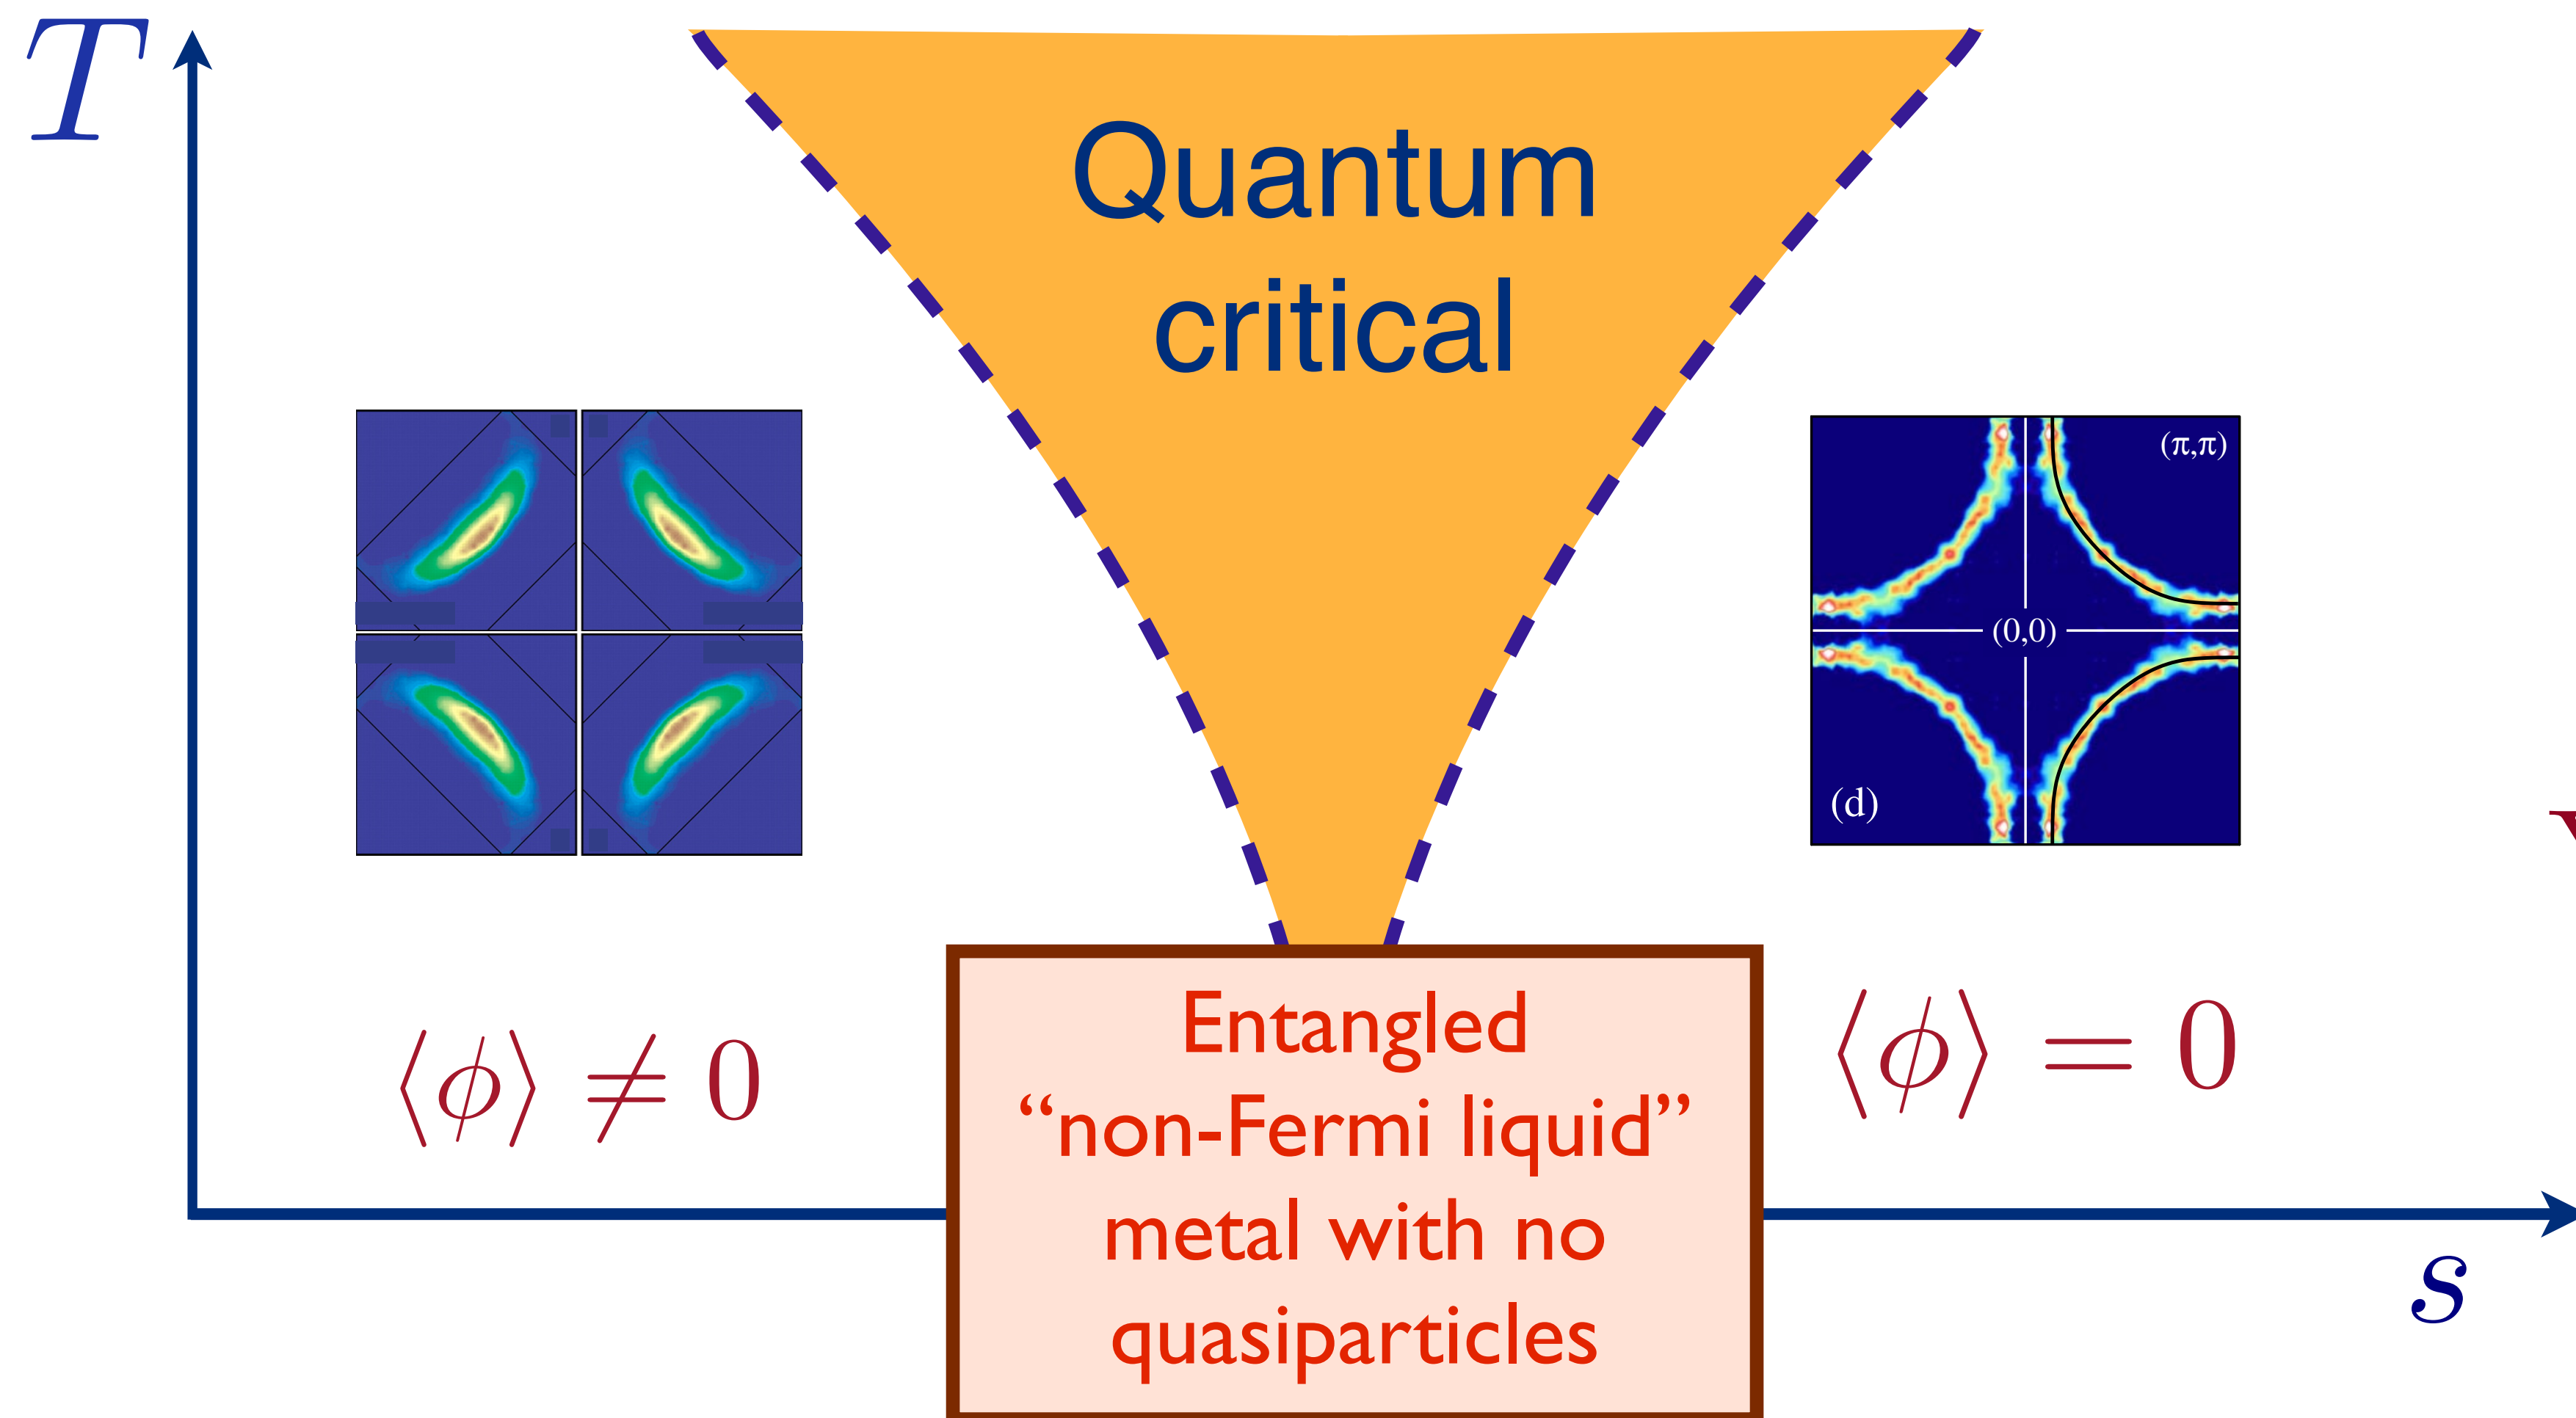 T
Quantum
critical
(π,π)
(0,0)
(d)
⟨ϕ⟩ ≠ 0
⟨ϕ⟩ = 0
Entangled
“non-Fermi liquid”
metal with no
quasiparticles
s